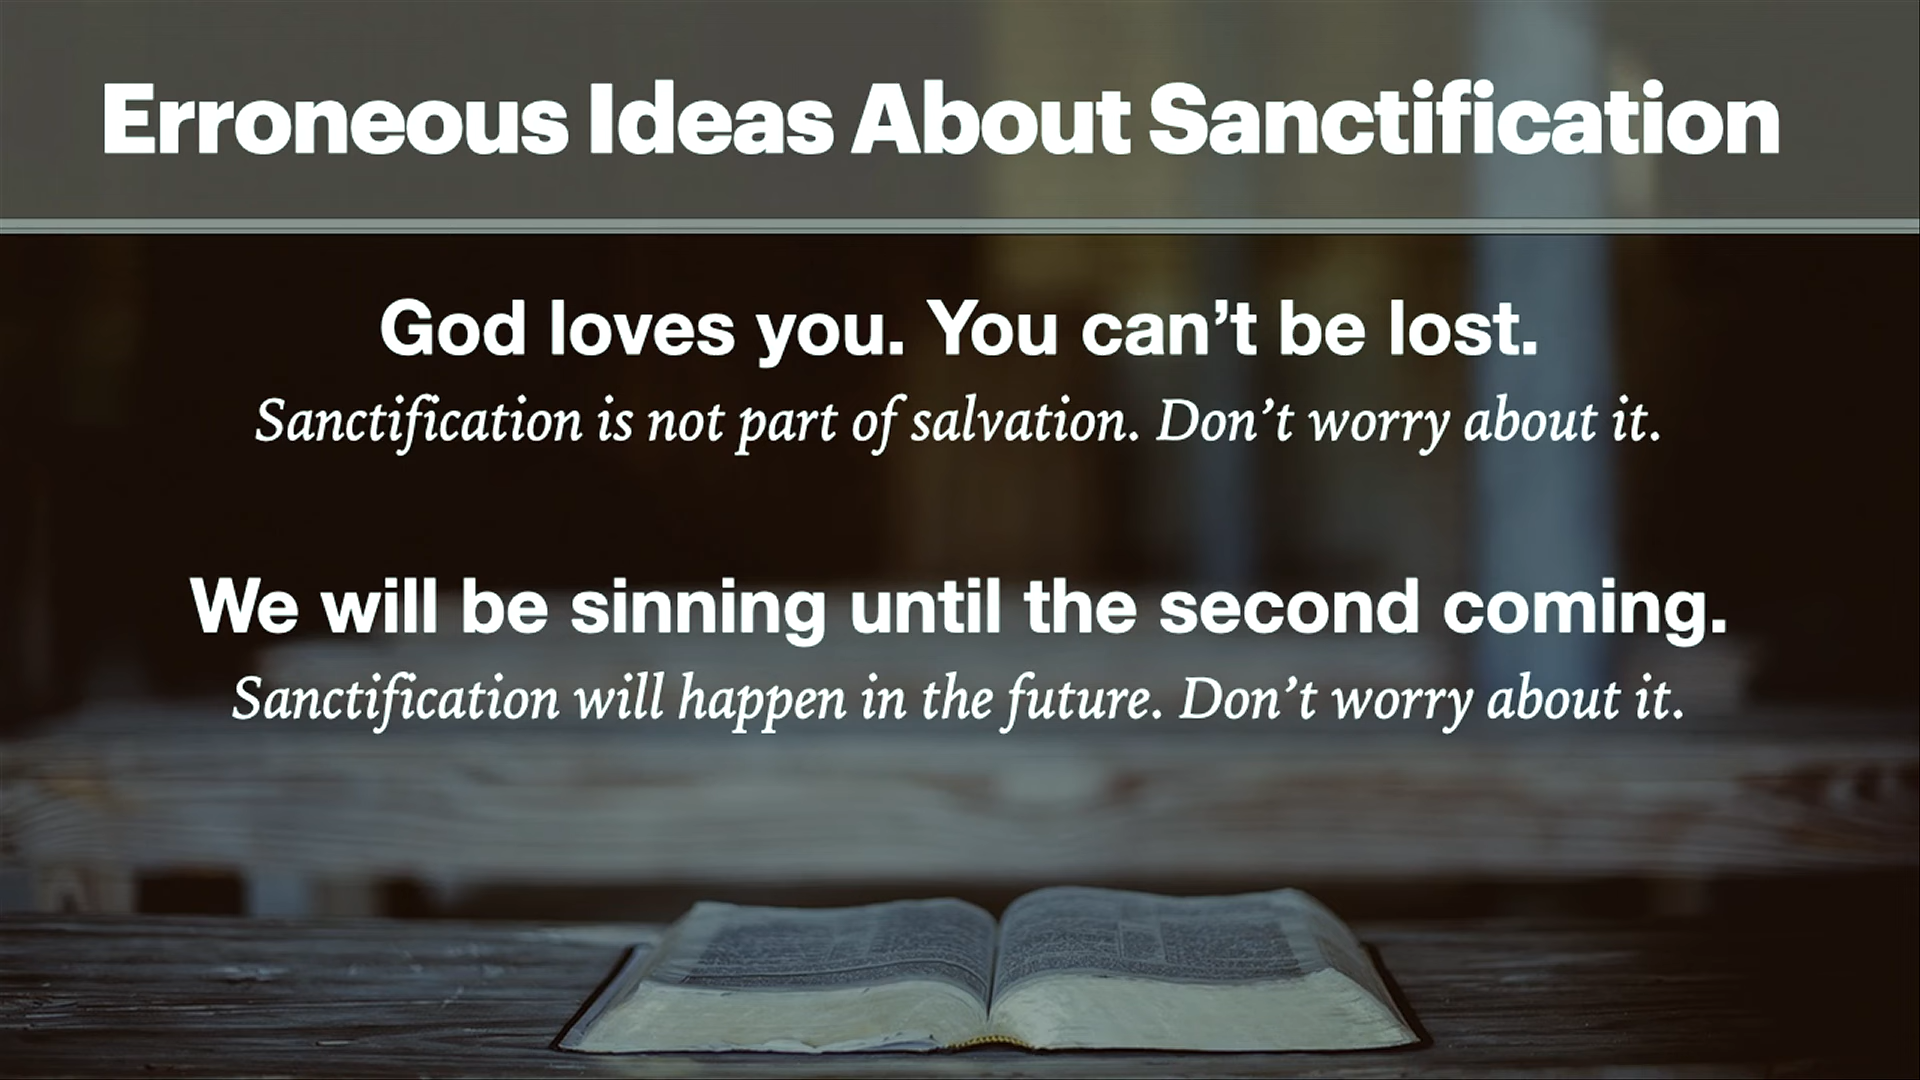 Erroneous Ideas About Sanctification
God loves you. You can’t be lost.
Sanctification is not part of salvation. Don’t worry about it.
We will be sinning until the second coming.
Sanctification will happen in the future. Don’t worry about it.